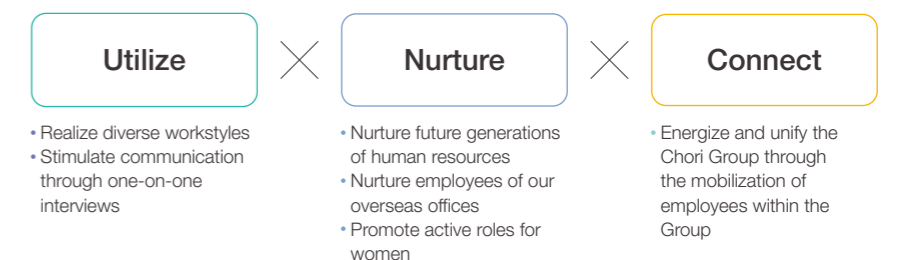 Utilize
Nurture
Connect
• Realize diverse workstyles
• Stimulate communication
through one-on-one
interviews
• Nurture future generations
of human resources
• Nurture employees of our
overseas offices
• Promote active roles for
women
• Energize and unify the
Chori Group through
the mobilization of
employees within the
Group